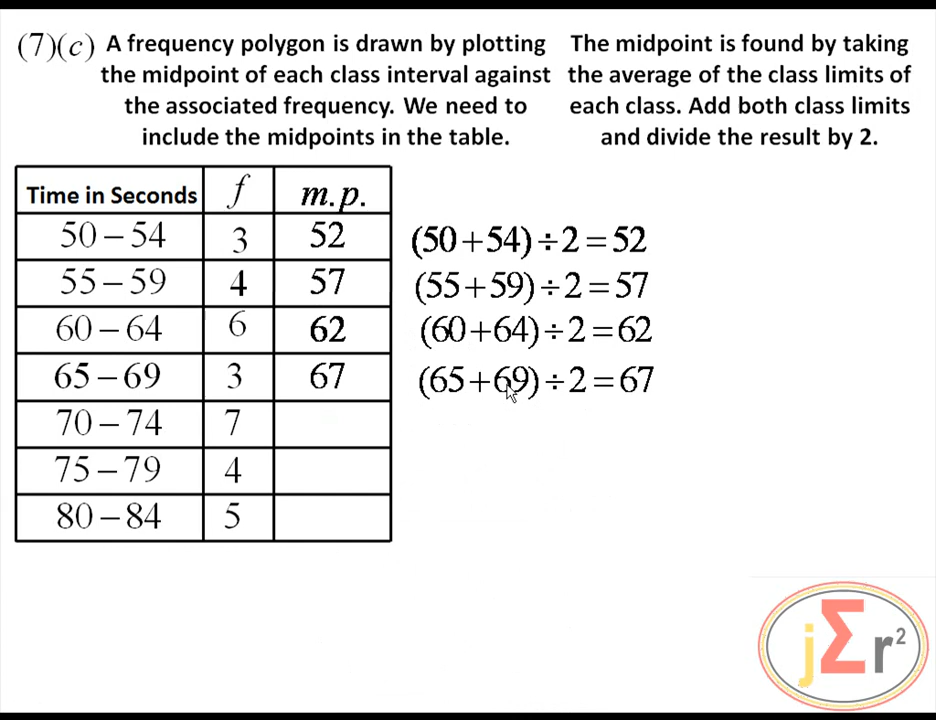 (7)(c) A frequency polygon is drawn by plotting
the midpoint of each class interval against
the associated frequency. We need to
include the midpoints in the table.
The midpoint is found by taking
the average of the class limits of
each class. Add both class limits
and divide the result by 2.
Time in Seconds f m.p.
50 – 54 3 52 (50+54) ÷ 2 = 52
55 – 59 4 57 (55+59) ÷ 2 = 57
60 – 64 6 62 (60+64) ÷ 2 = 62
65 – 69 3 67 (65+69) ÷ 2 = 67
70 – 74 7
75 – 79 4
80 – 84 5
jΣr²